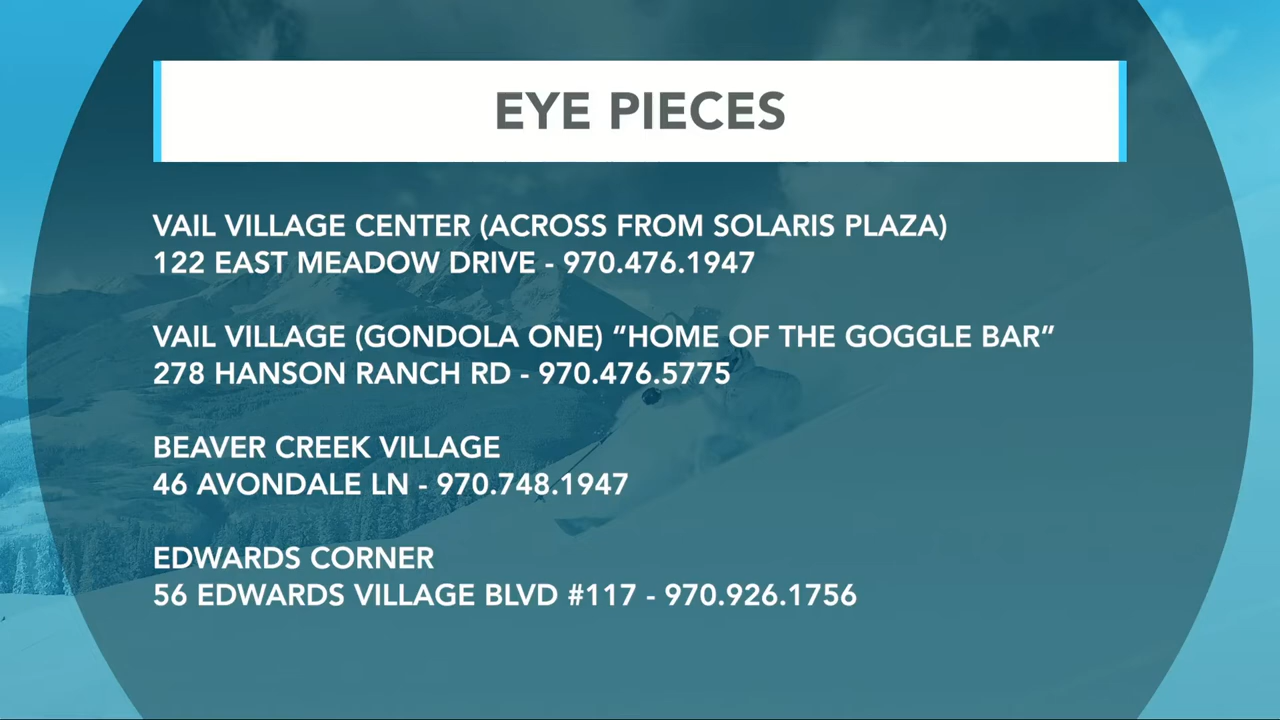 EYE PIECES
VAIL VILLAGE CENTER (ACROSS FROM SOLARIS PLAZA)
122 EAST MEADOW DRIVE - 970.476.1947
VAIL VILLAGE (GONDOLA ONE) “HOME OF THE GOGGLE BAR”
278 HANSON RANCH RD - 970.476.5775
BEAVER CREEK VILLAGE
46 AVONDALE LN - 970.748.1947
EDWARDS CORNER
56 EDWARDS VILLAGE BLVD #117 - 970.926.1756